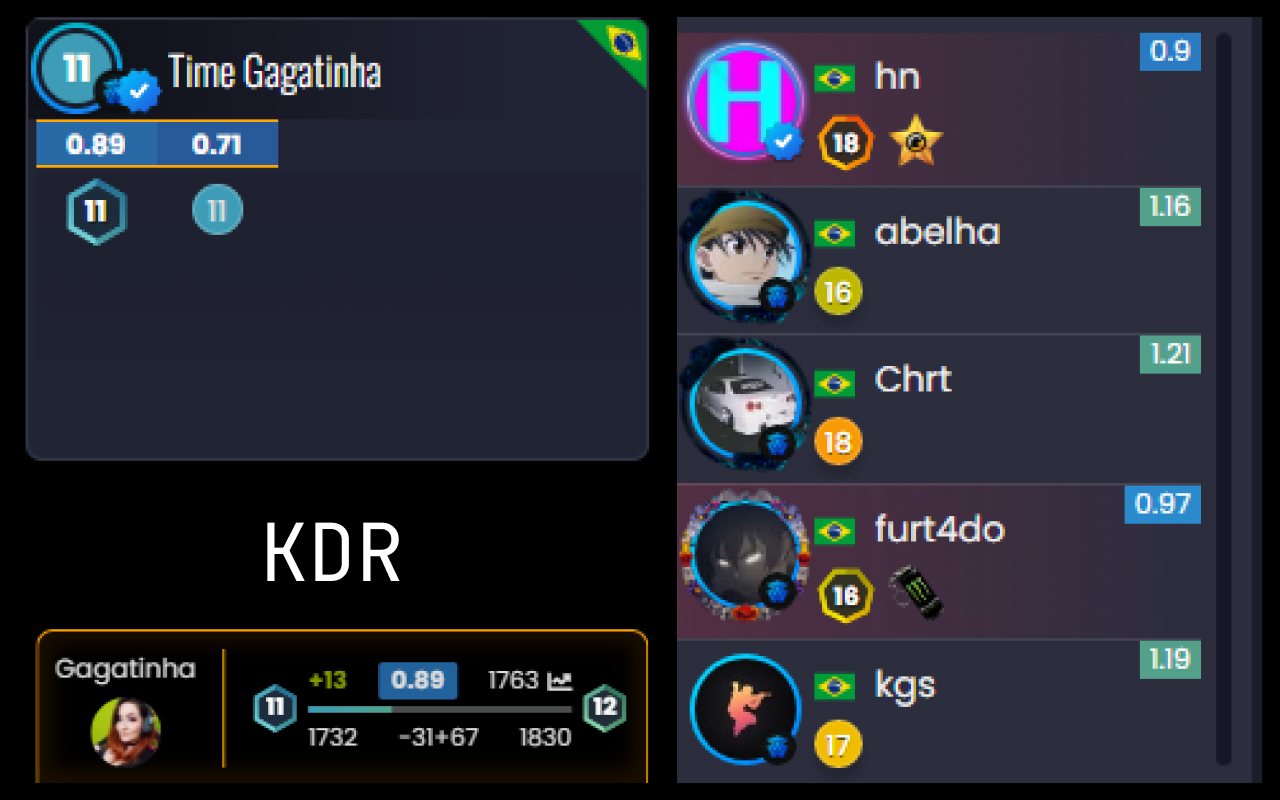 11 Time Gagatinha
0.89 0.71
11 11
KDR
Gagatinha
+13 0.89 1763
11 12
1732 -31+67 1830
0.9
hn
18
1.16
abelha
16
1.21
Chrt
18
0.97
furt4do
16
1.19
kgs
17